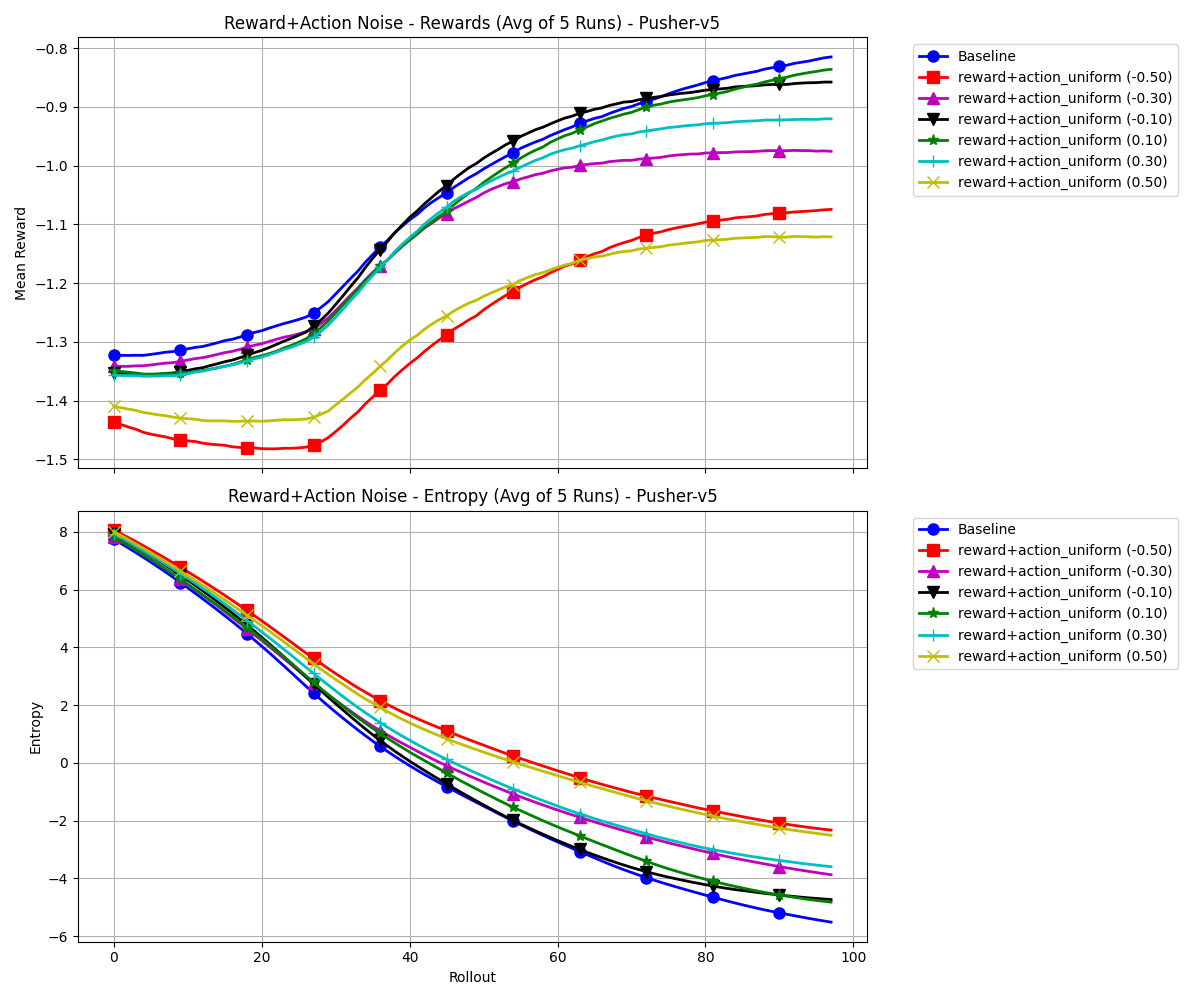 Reward+Action Noise - Rewards (Avg of 5 Runs) - Pusher-v5
−0.8
−0.9
−1.0
−1.1
−1.2
−1.3
−1.4
−1.5
Mean Reward
Baseline
reward+action_uniform (-0.50)
reward+action_uniform (-0.30)
reward+action_uniform (-0.10)
reward+action_uniform (0.10)
reward+action_uniform (0.30)
reward+action_uniform (0.50)
Reward+Action Noise - Entropy (Avg of 5 Runs) - Pusher-v5
8
6
4
2
0
−2
−4
−6
Entropy
0 20 40 60 80 100
Rollout
Baseline
reward+action_uniform (-0.50)
reward+action_uniform (-0.30)
reward+action_uniform (-0.10)
reward+action_uniform (0.10)
reward+action_uniform (0.30)
reward+action_uniform (0.50)